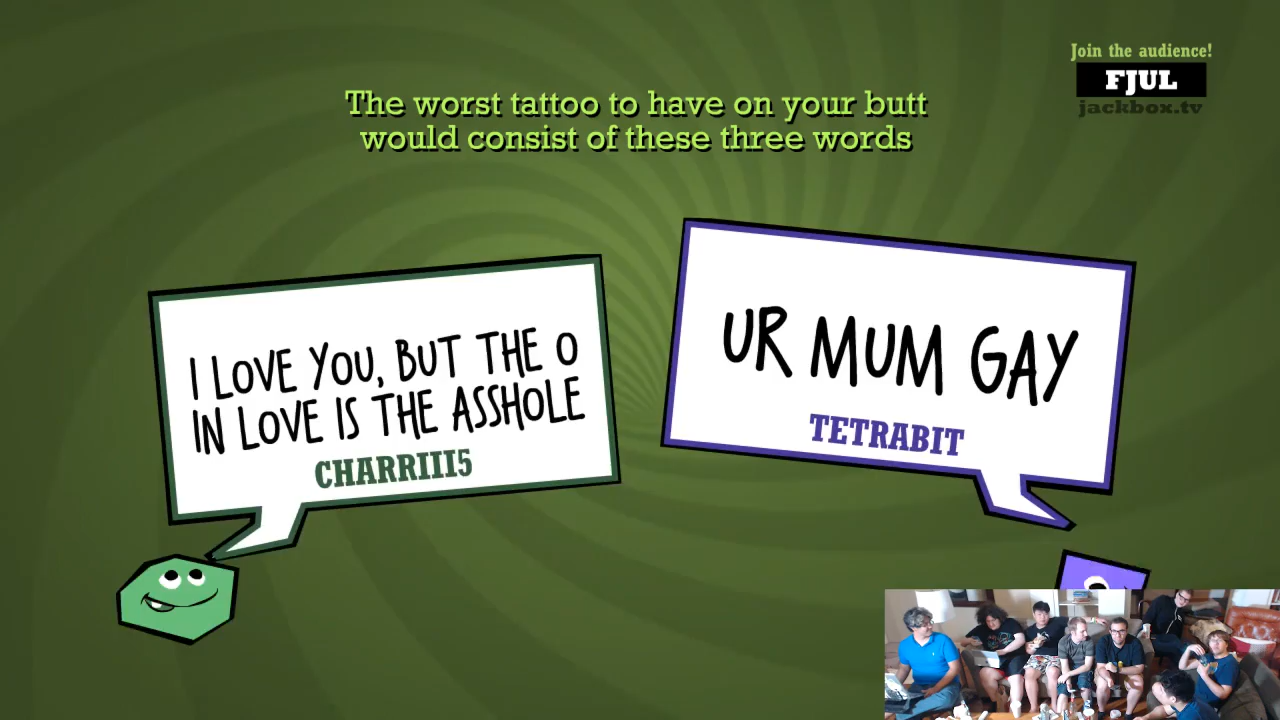 Join the audience!
FJUL
jackbox.tv
The worst tattoo to have on your butt
would consist of these three words
I LOVE YOU, BUT THE O
IN LOVE IS THE ASSHOLE
CHARRIII5
UR MUM GAY
TETRABIT